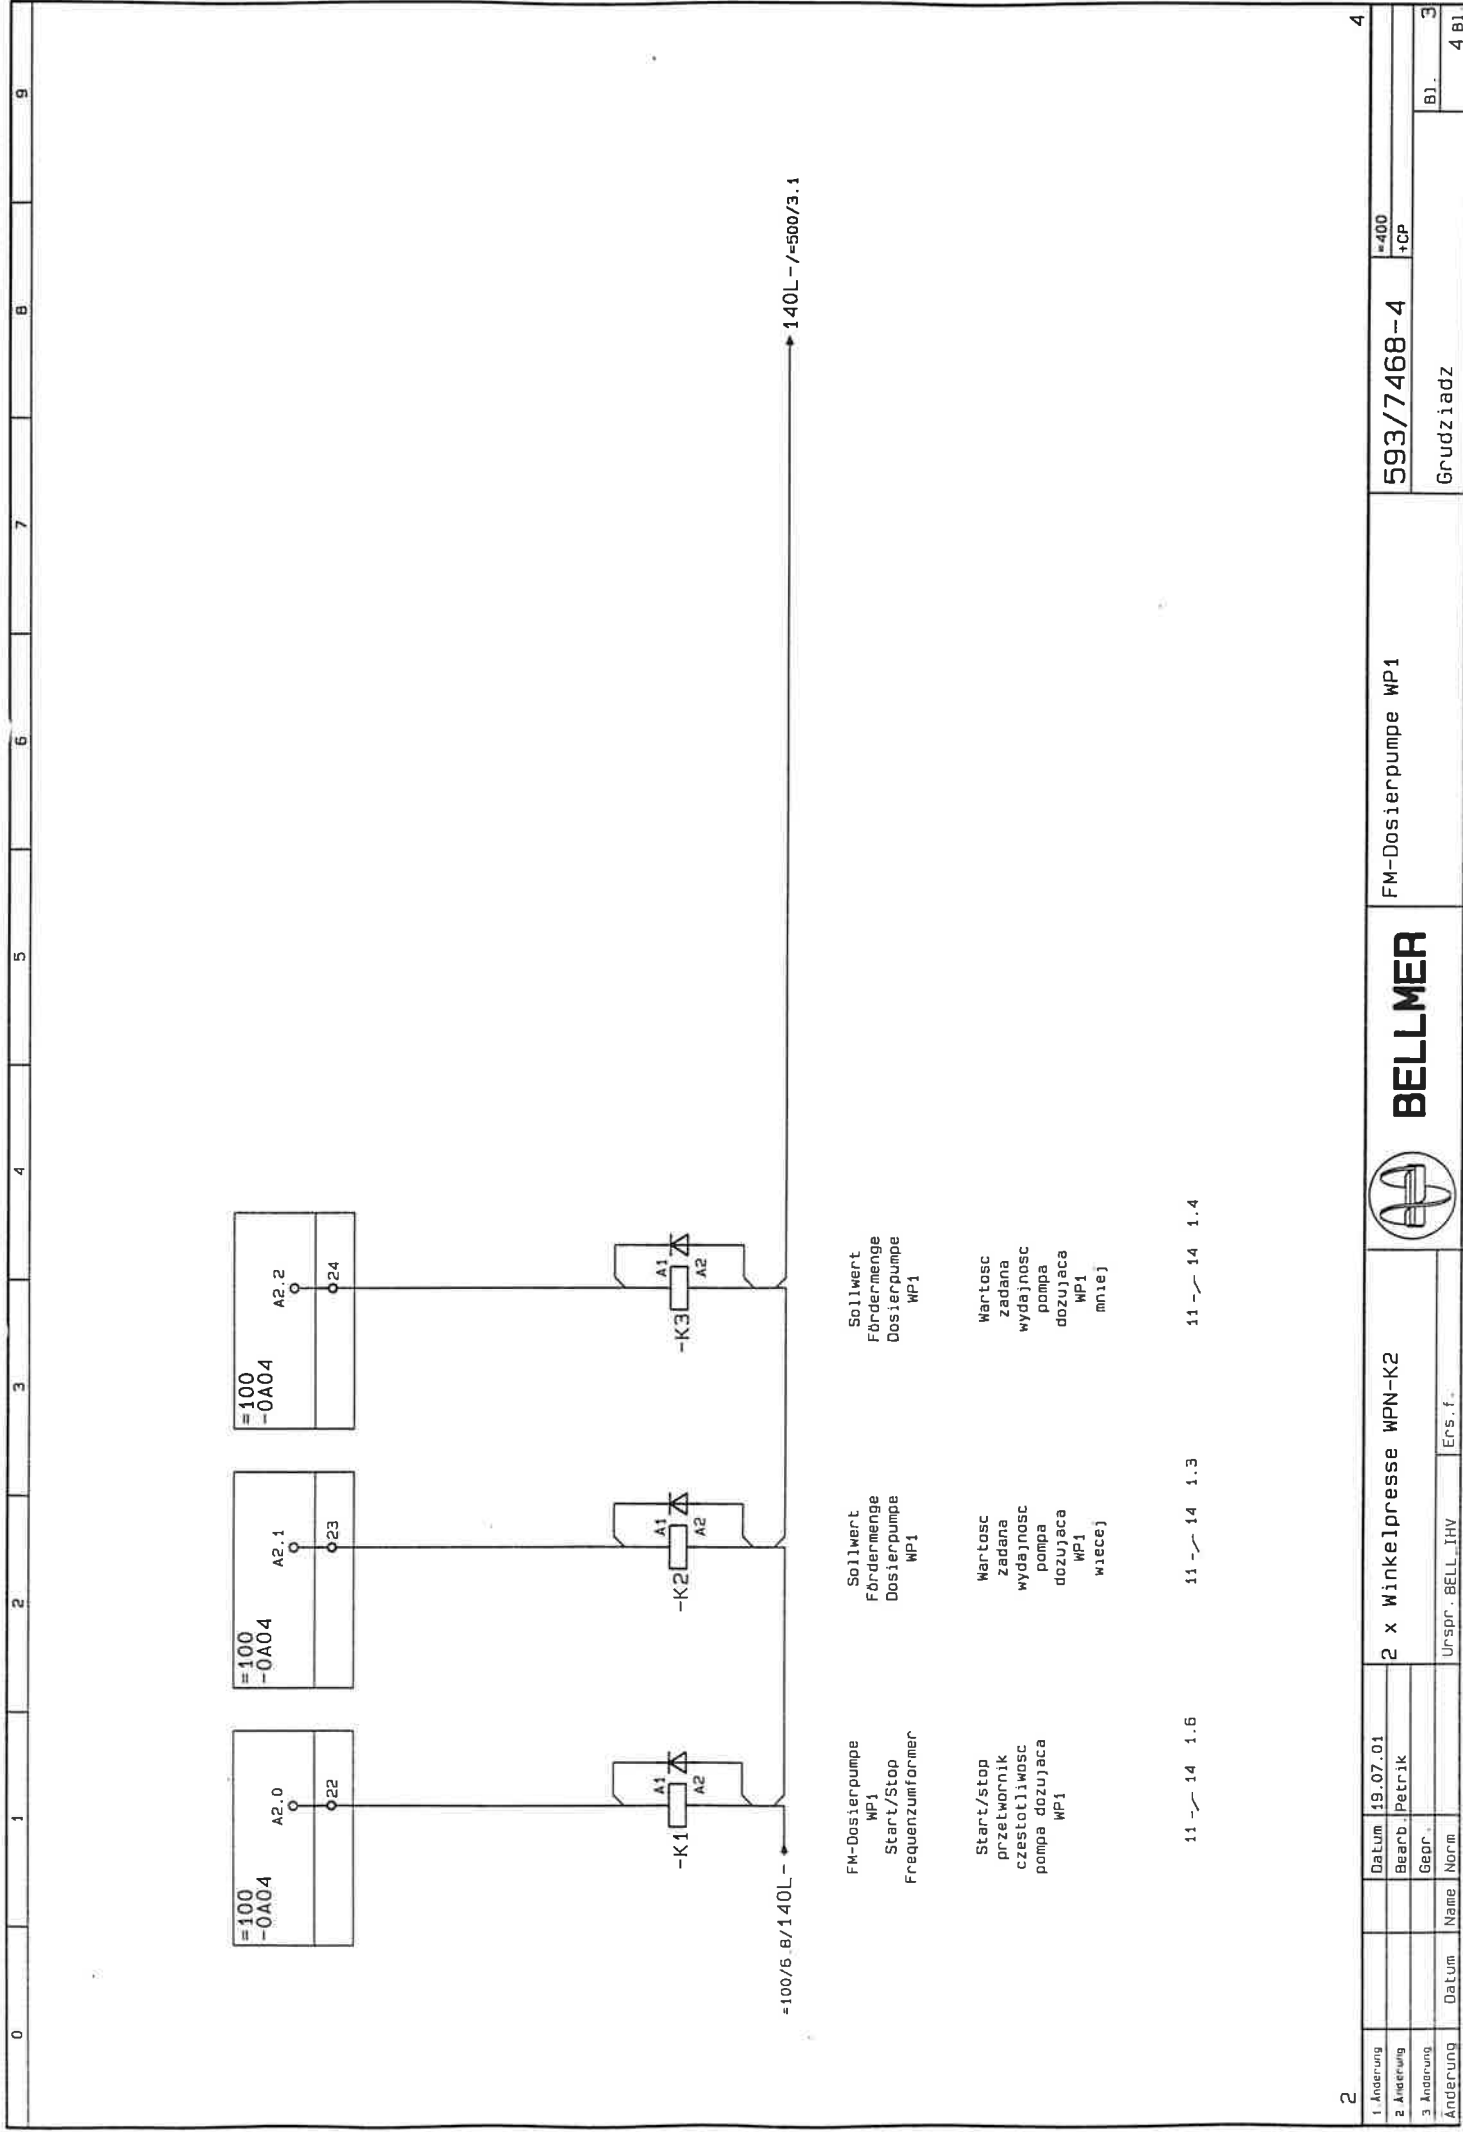 0 1 2 3 4 5 6 7 8 9
=100
-0A04
A2.0
22
=100
-0A04
A2.1
23
=100
-0A04
A2.2
24
-K1
A1
A2
-K2
A1
A2
-K3
A1
A2
=100/6.8/140L-
140L-/=500/3.1
FM-Dosierpumpe
WP1
Start/Stop
Frequenzumformer
Sollwert
Fördermenge
Dosierpumpe
WP1
Sollwert
Fördermenge
Dosierpumpe
WP1
Start/stop
przetwornik
czestotliwosc
pompa dozujaca
WP1
Wartosc
zadana
wydajnosc
pompa
dozujaca
WP1
wiecej
Wartosc
zadana
wydajnosc
pompa
dozujaca
WP1
mniej
11 14 1.6
11 14 1.3
11 14 1.4
2
4
1 Änderung
2 Änderung
3 Änderung
Änderung Datum Name Norm
Datum 19.07.01
Bearb. Petrik
Gepr.
2 x Winkelpresse WPN-K2
Urspr. BELL_IHV Ers.f.
BELLMER
FM-Dosierpumpe WP1
593/7468-4
Grudziadz
=400
+CP
Bl. 3
4 Bl.